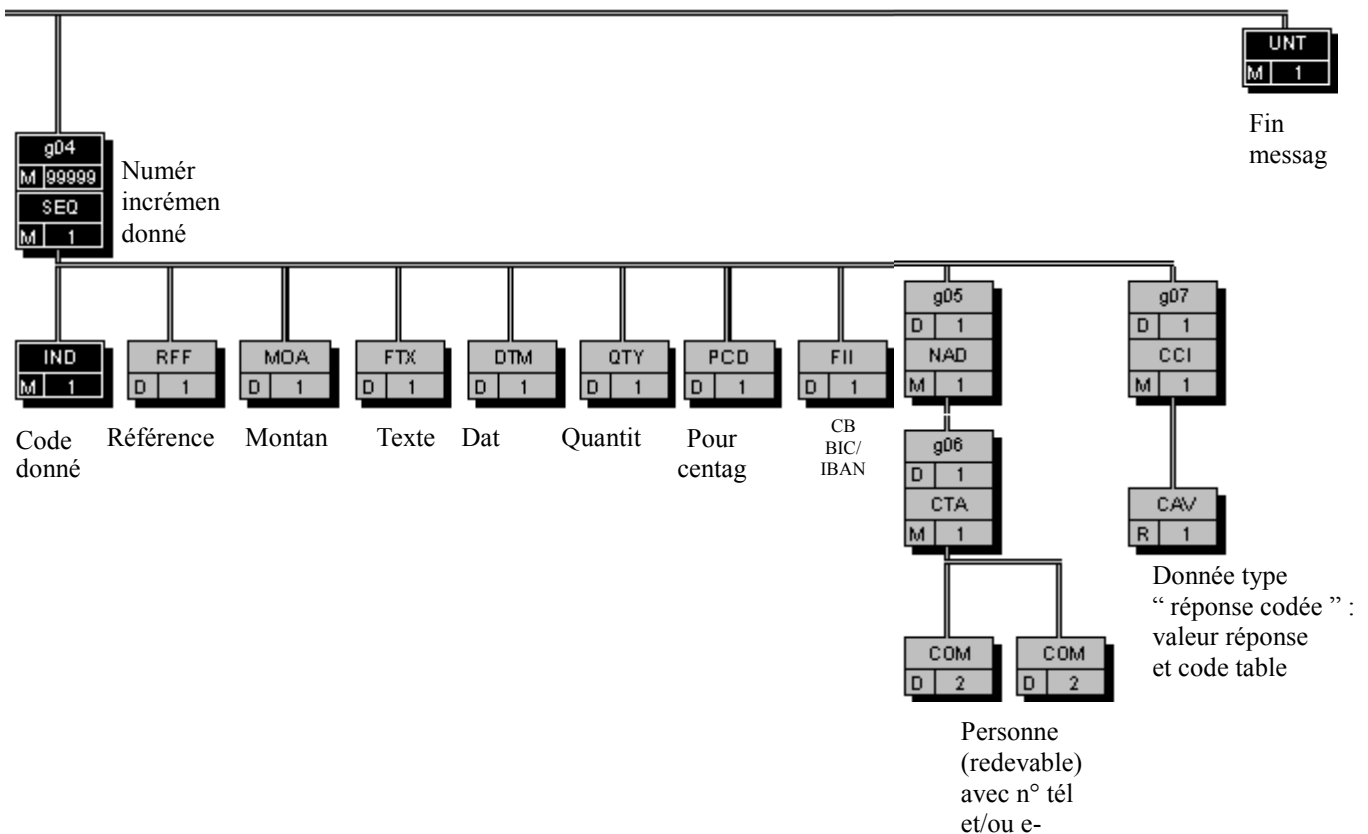 UNT
M 1
Fin
messag
g04
M 99999
SEQ
M 1
Numér
incrémen
donné
IND
M 1
Code
donné
RFF
D 1
Référence
MOA
D 1
Montan
FTX
D 1
Texte
DTM
D 1
Dat
QTY
D 1
Quantit
PCD
D 1
Pour
centag
FII
D 1
CB
BIC/
IBAN
g05
D 1
NAD
M 1
g06
D 1
CTA
M 1
COM
D 2
COM
D 2
Personne
(redevable)
avec n° tél
et/ou e-
g07
D 1
CCI
M 1
CAV
R 1
Donnée type
“ réponse codée ” :
valeur réponse
et code table